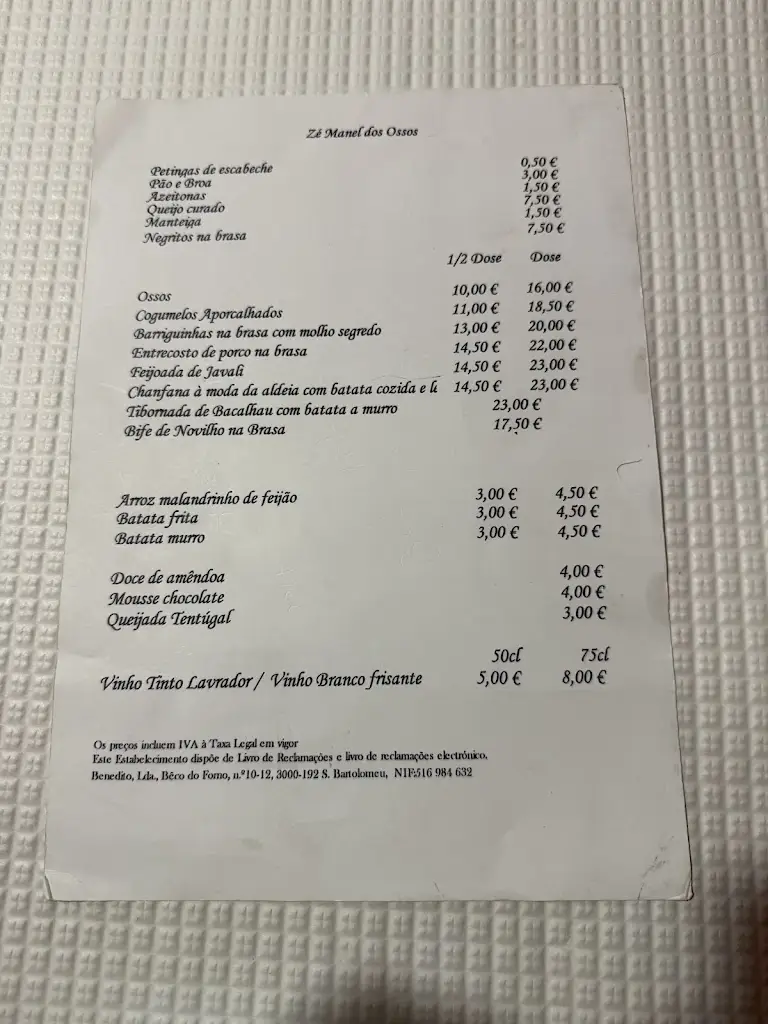 Zé Manel dos Ossos
Petingas de escabeche 0,50 €
Pão e Broa 3,00 €
Azeitonas 1,50 €
Queijo curado 7,50 €
Manteiga 1,50 €
Negritos na brasa 7,50 €
1/2 Dose Dose
Ossos 10,00 € 16,00 €
Cogumelos Aporcalhados 11,00 € 18,50 €
Barriguinhas na brasa com molho segredo 13,00 € 20,00 €
Entrecosto de porco na brasa 14,50 € 22,00 €
Feijoada de Javali 14,50 € 23,00 €
Chanfana à moda da aldeia com batata cozida e 14,50 € 23,00 €
Tibornada de Bacalhau com batata a murro 23,00 €
Bife de Novilho na Brasa 17,50 €
Arroz malandrinho de feijão 3,00 € 4,50 €
Batata frita 3,00 € 4,50 €
Batata murro 3,00 € 4,50 €
Doce de amêndoa 4,00 €
Mousse chocolate 4,00 €
Queijada Tentúgal 3,00 €
50cl 75cl
Vinho Tinto Lavrador / Vinho Branco frisante 5,00 € 8,00 €
Os preços incluem IVA à Taxa Legal em vigor
Este Estabelecimento dispõe de Livro de Reclamações e livro de reclamações electrónico.
Benedito, Lda., Bêco do Forno, n.º10-12, 3000-192 S. Bartolomeu, NIF:516 984 632